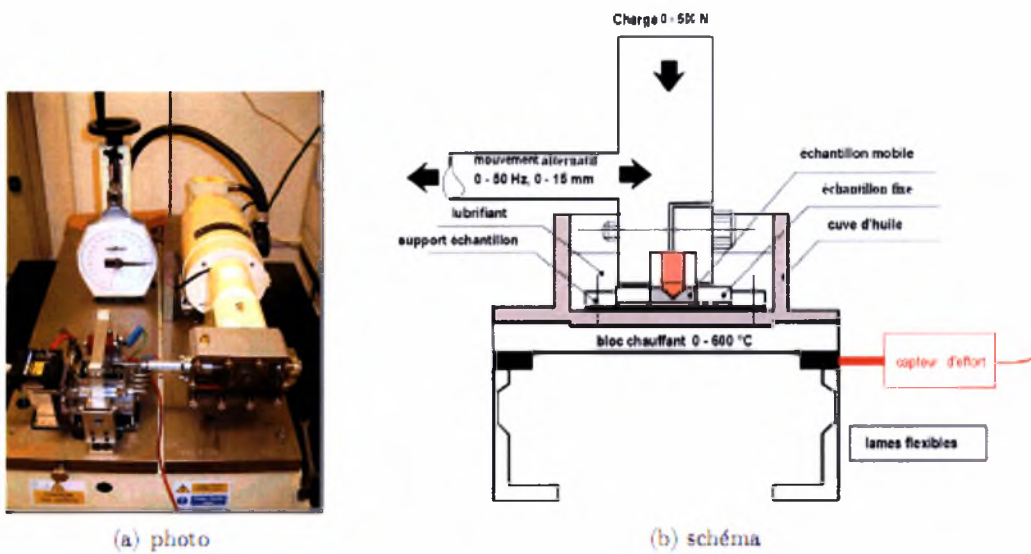 Charge 0 - 5 N
mouvement alternatif
0 - 50 Hz, 0 - 15 mm
échantillon mobile
échantillon fixe
lubrifiant
cuve d'huile
support échantillon
bloc chauffant 0 - 600 °C
capteur d'effort
lames flexibles
(a) photo
(b) schéma